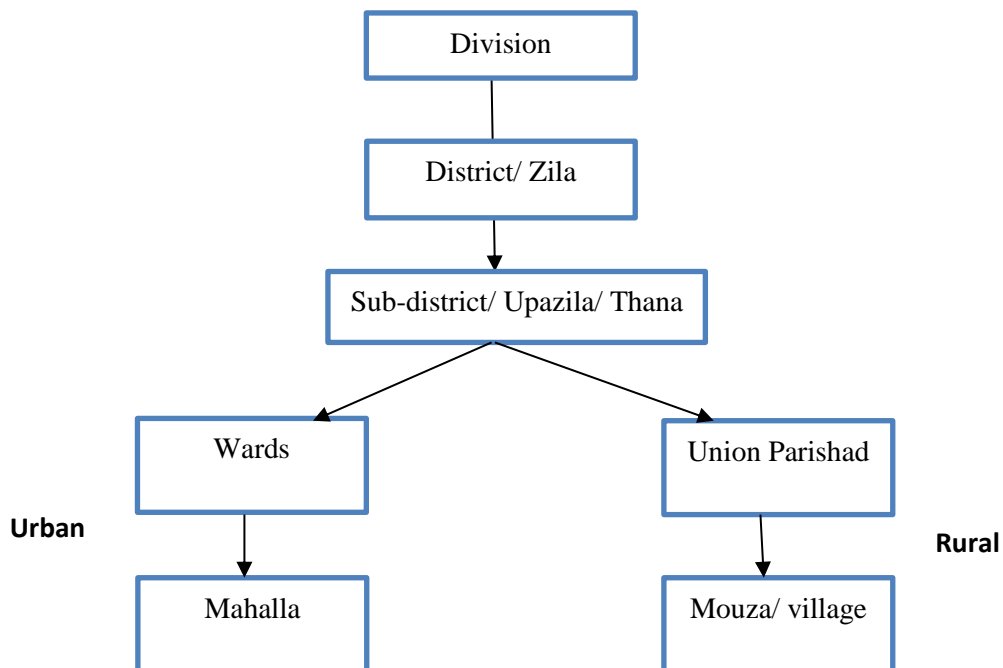 Division
District/ Zila
Sub-district/ Upazila/ Thana
Wards
Union Parishad
Urban
Rural
Mahalla
Mouza/ village